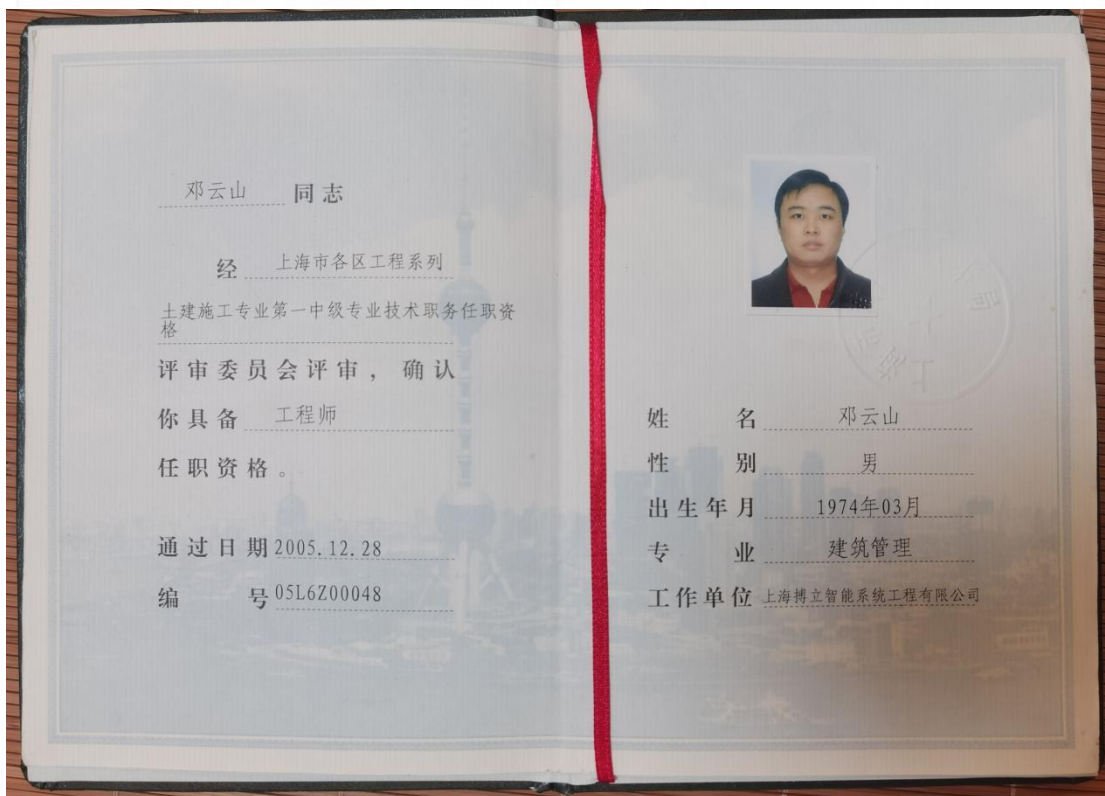 邓云山 同志
经 上海市各区工程系列
土建施工专业第一中级专业技术职务任职资
格
评审委员会评审，确认
你具备 工程师
任职资格。
通过日期 2005.12.28
编 号 05L6Z00048
姓 名 邓云山
性 别 男
出生年月 1974年03月
专 业 建筑管理
工作单位 上海搏立智能系统工程有限公司